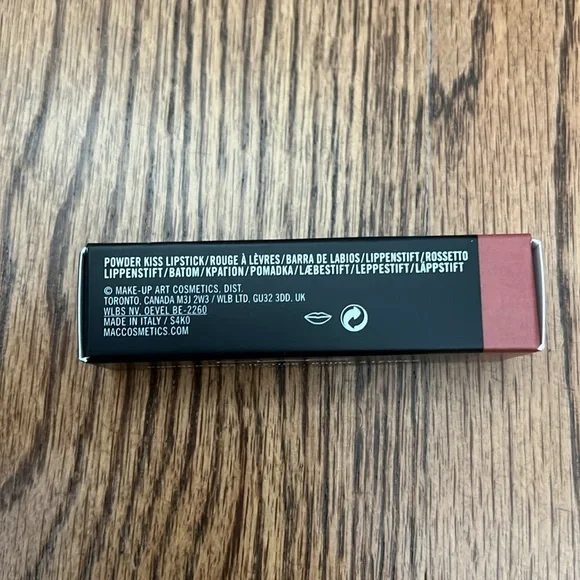 POWDER KISS LIPSTICK/ROUGE À LÈVRES/BARRA DE LABIOS/LIPPENSTIFT/ROSSETTO
LIPPENSTIFT/BATOM/ΚΡΑΓΙΟΝ/POMADKA/LÆBESTIFT/LEPPESTIFT/LÄPPSTIFT
© MAKE-UP ART COSMETICS, DIST.
TORONTO, CANADA M3J 2W3 / WLB LTD, GU32 3DD. UK
WLBS NV. OEVEL BE-2260
MADE IN ITALY / S4K0
MACCOSMETICS.COM